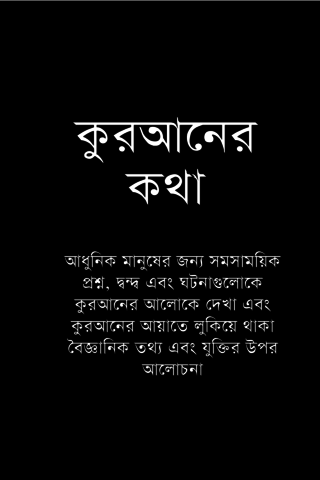 কুরআনের
কথা
আধুনিক মানুষের জন্য সমসাময়িক
প্রশ্ন, দ্বন্দ্ব এবং ঘটনাগুলোকে
কুরআনের আলোকে দেখা এবং
কুরআনের আয়াতে লুকিয়ে থাকা
বৈজ্ঞানিক তথ্য এবং যুক্তির উপর
আলোচনা